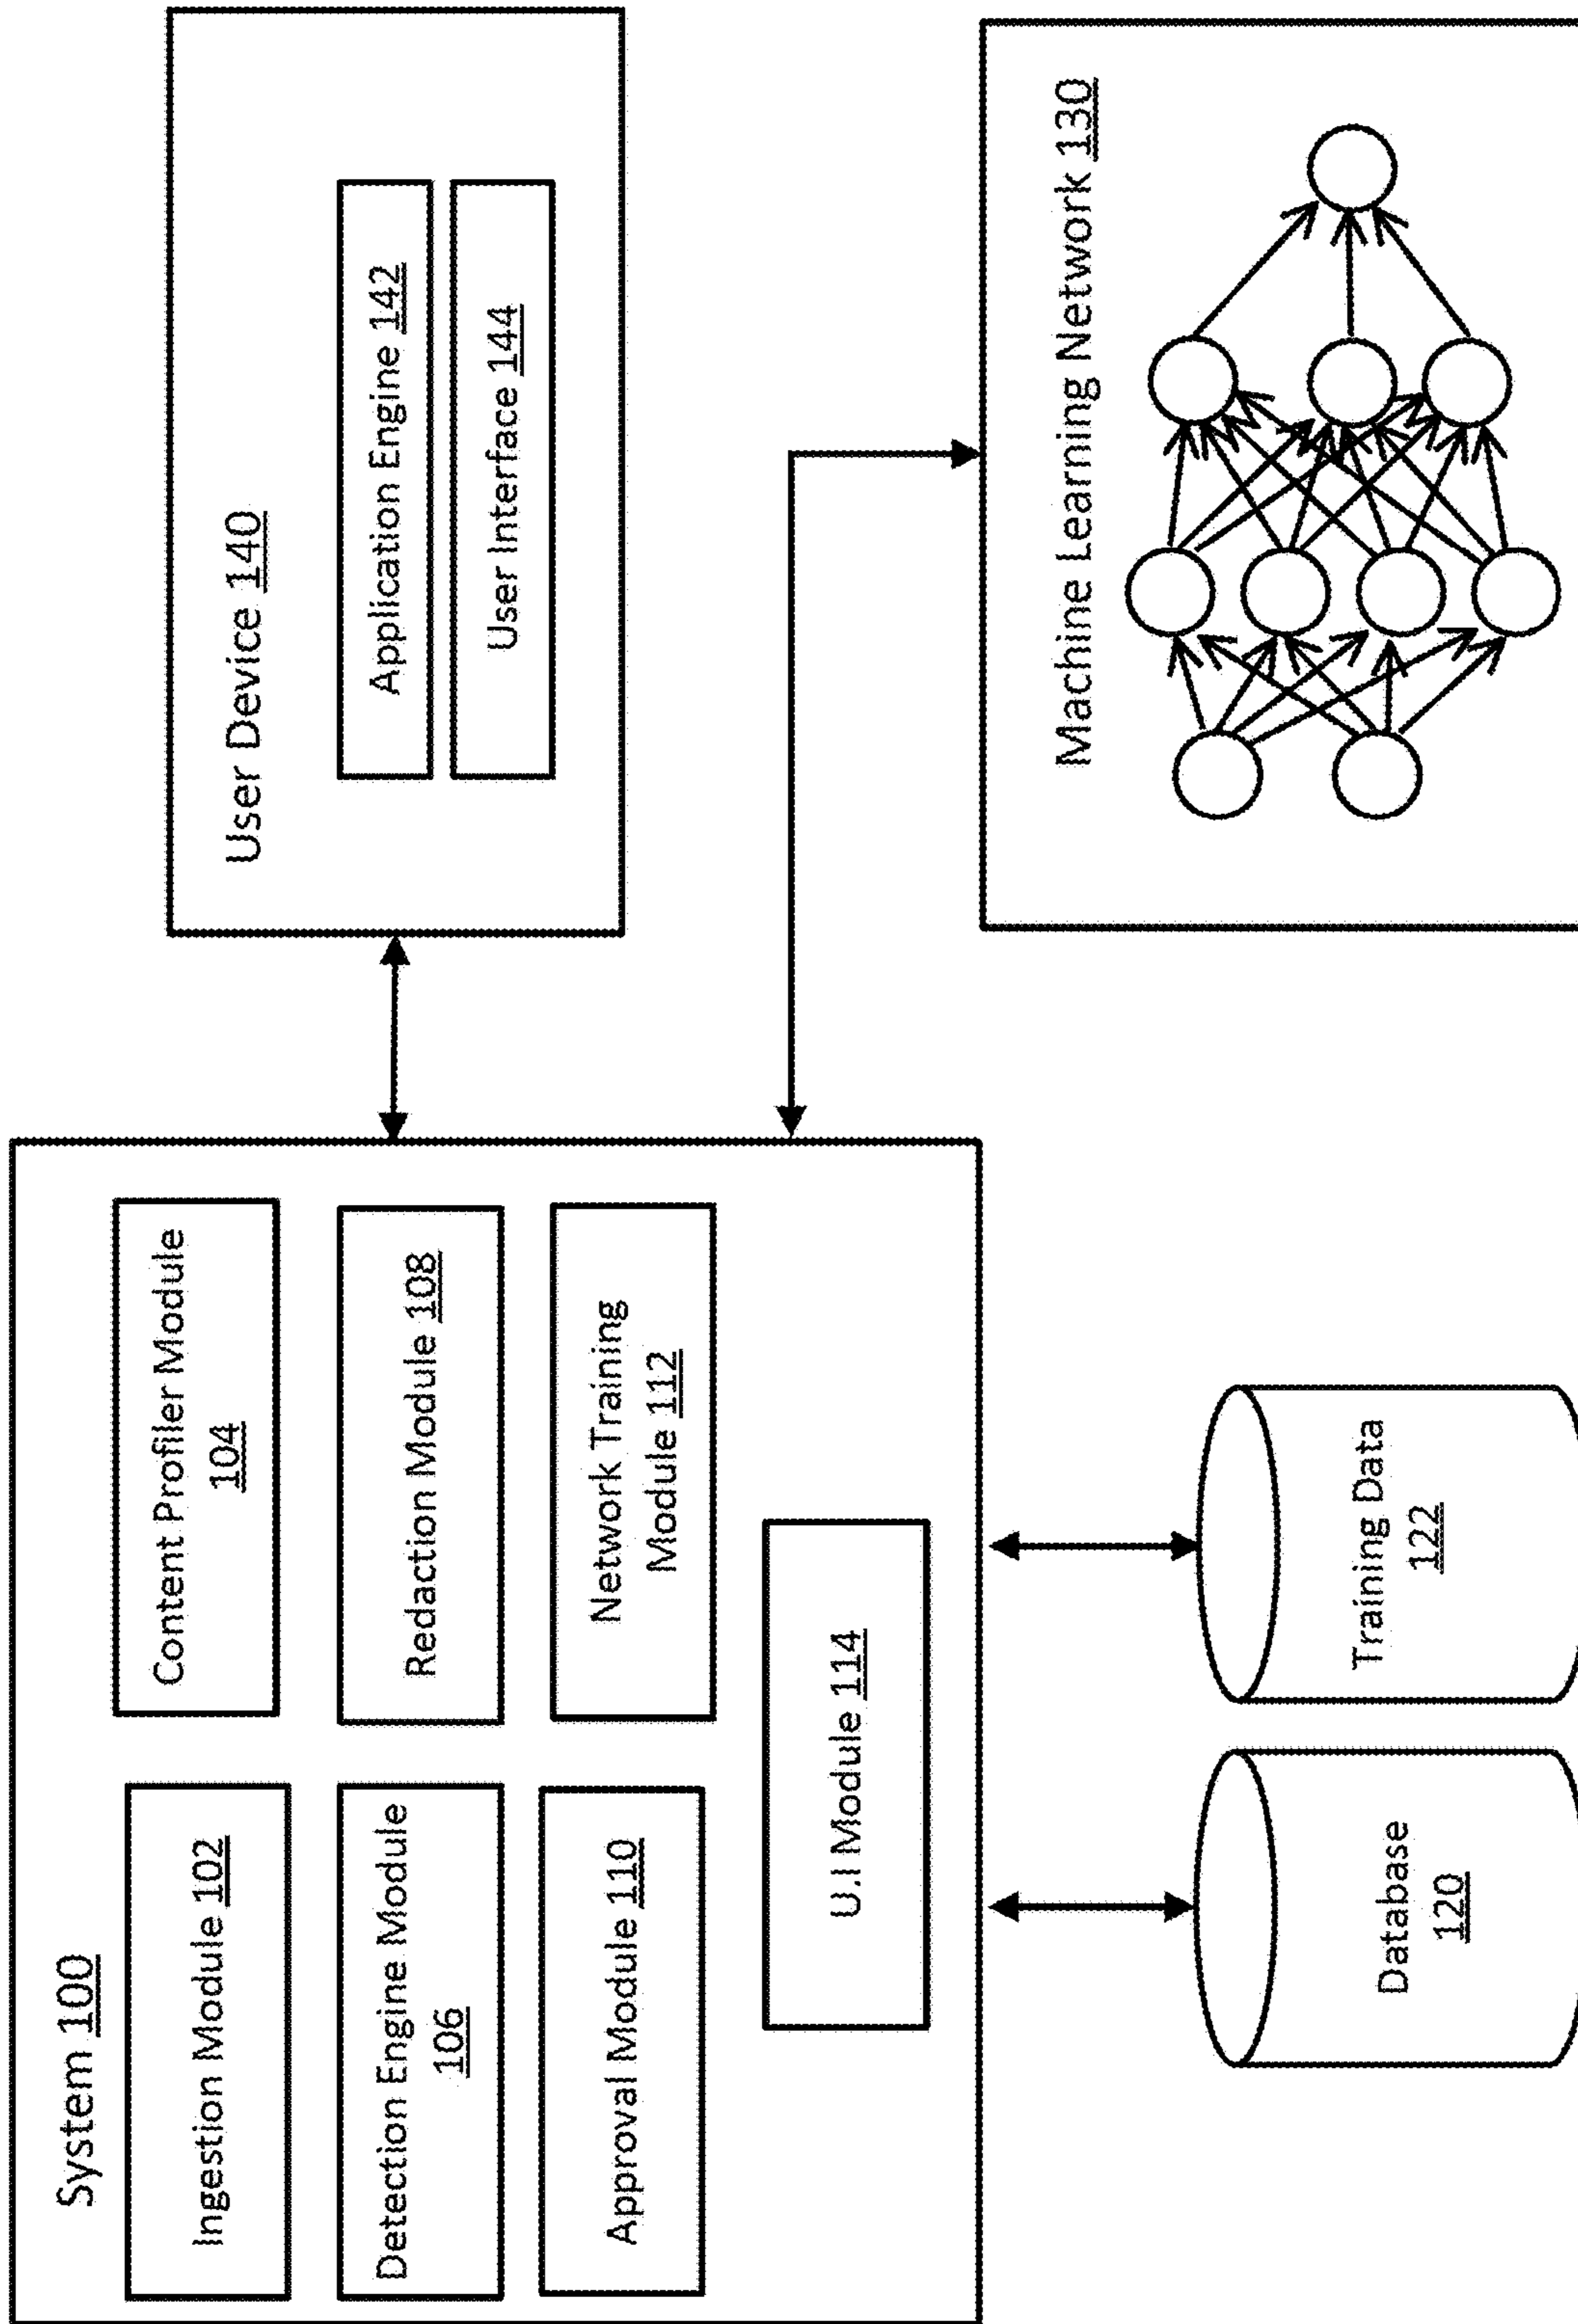 System 100
Ingestion Module 102
Content Profiler Module
104
Detection Engine Module
106
Redaction Module 108
Approval Module 110
Network Training
Module 112
U.I Module 114
Database
120
Training Data
122
User Device 140
Application Engine 142
User Interface 144
Machine Learning Network 130